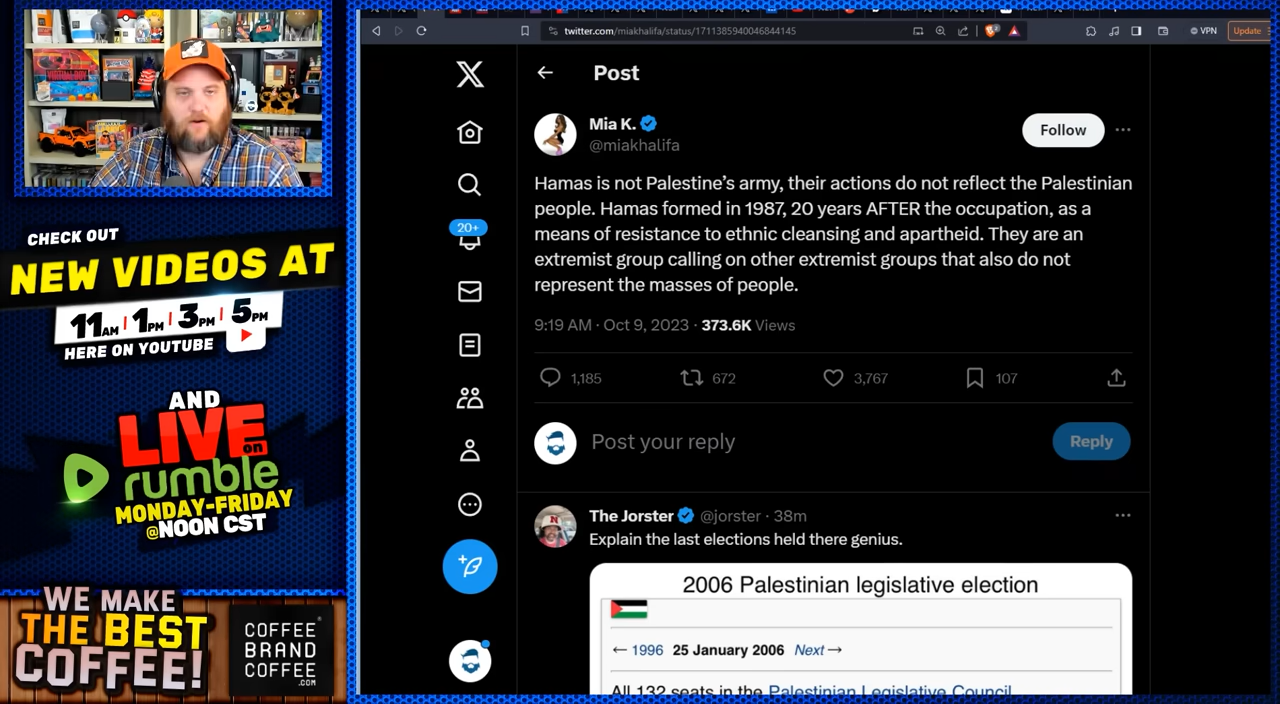 twitter.com/miakhalifa/status/1711385940046844145
VPN
Update
Post
Mia K.
@miakhalifa
Follow
Hamas is not Palestine’s army, their actions do not reflect the Palestinian
people. Hamas formed in 1987, 20 years AFTER the occupation, as a
means of resistance to ethnic cleansing and apartheid. They are an
extremist group calling on other extremist groups that also do not
represent the masses of people.
9:19 AM · Oct 9, 2023 · 373.6K Views
1,185
672
3,767
107
20+
Post your reply
Reply
The Jorster @jorster · 38m
Explain the last elections held there genius.
2006 Palestinian legislative election
← 1996 25 January 2006 Next →
All 132 seats in the Palestinian Legislative Council
CHECK OUT
NEW VIDEOS AT
11AM | 1PM | 3PM | 5PM
HERE ON YOUTUBE
AND
LIVE on
rumble
MONDAY-FRIDAY
@NOON CST
WE MAKE
THE BEST
COFFEE!
COFFEE
BRAND
COFFEE
.COM